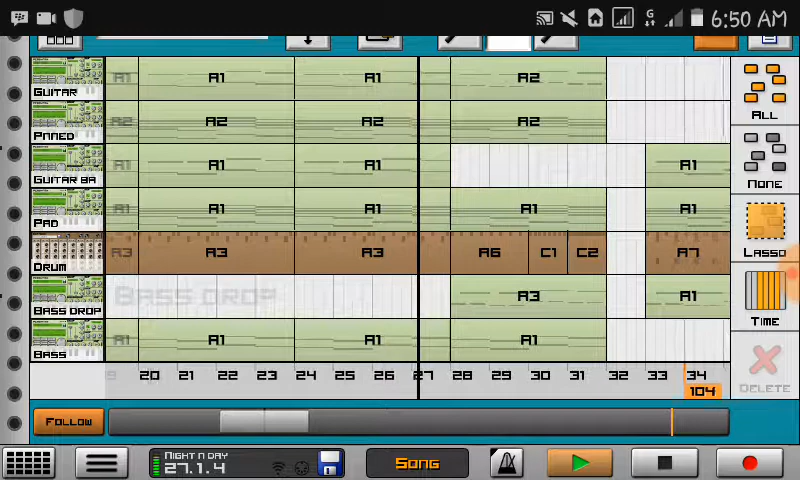 G
6:50 AM
Guitar
A1 A1 A1 A2
Pnned
A2 A2 A2 A2
Guitar BA
A1 A1 A1 A1
Pad
A1 A1 A1 A1 A1
Drum
A3 A3 A3 A6 C1 C2 A7
Bass drop
Bass drop A3 A1
Bass
A1 A1 A1 A1
20 21 22 23 24 25 26 27 28 29 30 31 32 33 34
104
All
None
Lasso
Time
Delete
Follow
Night n day
27.1.4
Song